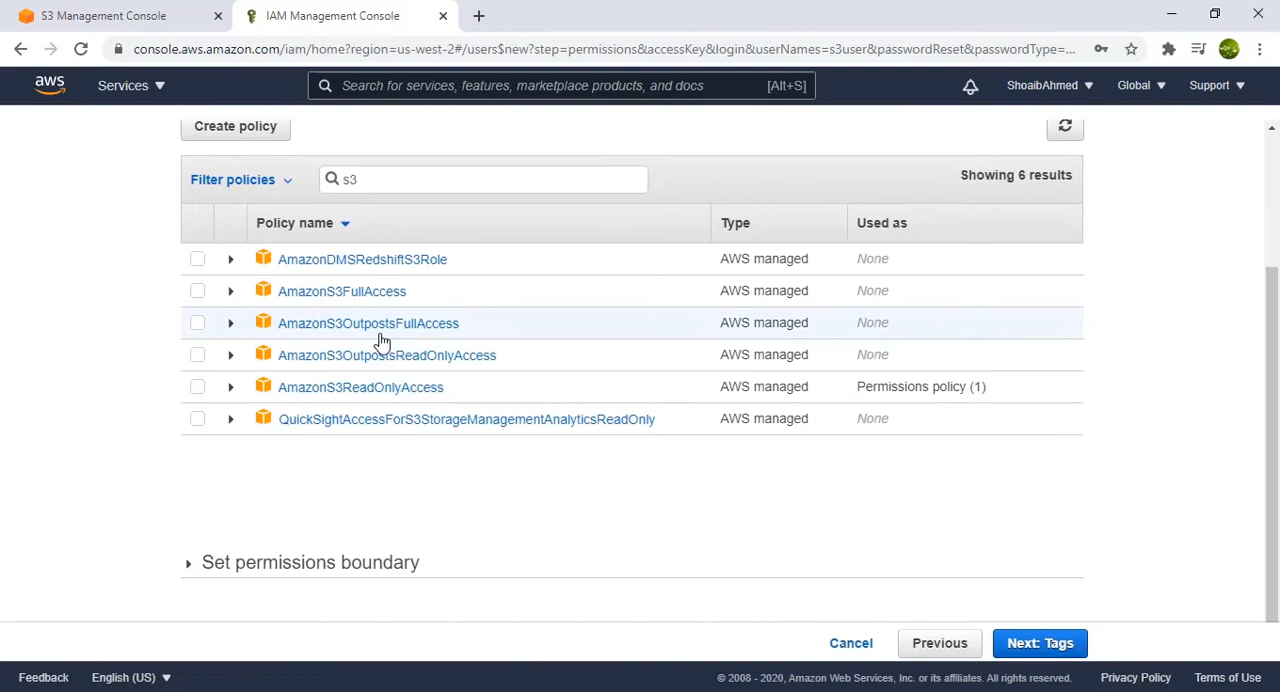 S3 Management Console
IAM Management Console
console.aws.amazon.com/iam/home?region=us-west-2#/users$new?step=permissions&accessKey&login&userNames=s3user&passwordReset&passwordType=...
aws Services Search for services, features, marketplace products, and docs [Alt+S] ShoaibAhmed Global Support
Create policy
Filter policies s3 Showing 6 results
Policy name Type Used as
AmazonDMSRedshiftS3Role AWS managed None
AmazonS3FullAccess AWS managed None
AmazonS3OutpostsFullAccess AWS managed None
AmazonS3OutpostsReadOnlyAccess AWS managed None
AmazonS3ReadOnlyAccess AWS managed Permissions policy (1)
QuickSightAccessForS3StorageManagementAnalyticsReadOnly AWS managed None
Set permissions boundary
Cancel Previous Next: Tags
Feedback English (US) © 2008 - 2020, Amazon Web Services, Inc. or its affiliates. All rights reserved. Privacy Policy Terms of Use